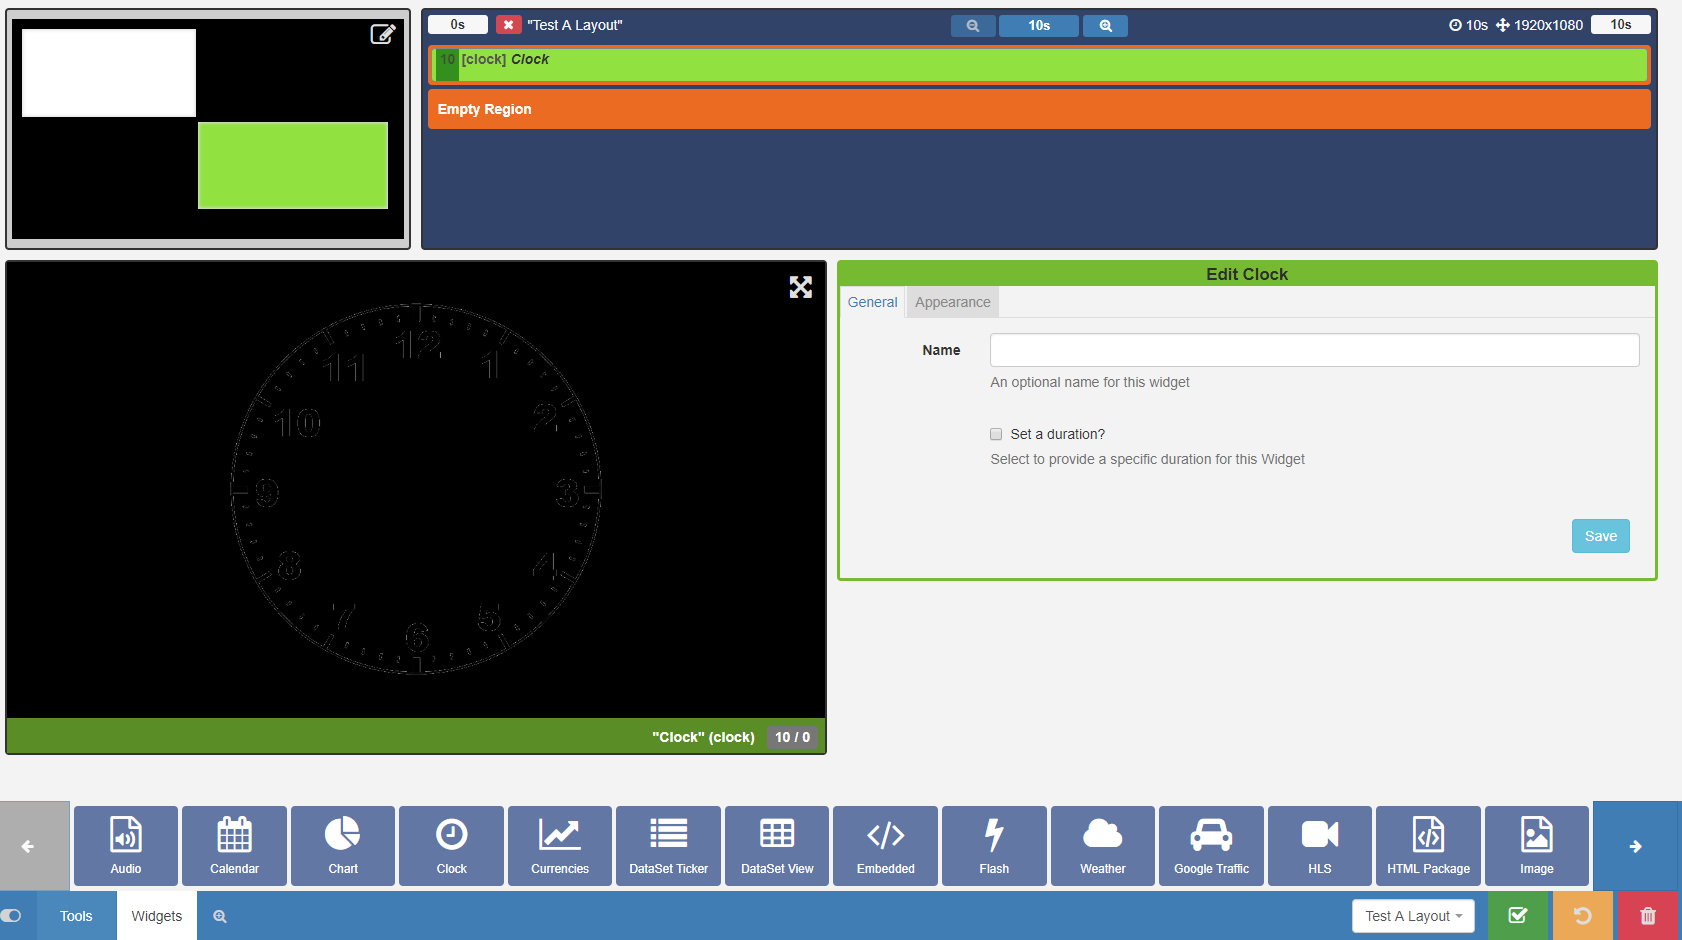 0s
"Test A Layout"
10s
10s
1920x1080
10s
10 [clock] Clock
Empty Region
Edit Clock
General
Appearance
Name
An optional name for this widget
Set a duration?
Select to provide a specific duration for this Widget
Save
12
1
2
3
4
5
6
7
8
9
10
11
"Clock" (clock)
10 / 0
Audio
Calendar
Chart
Clock
Currencies
DataSet Ticker
DataSet View
Embedded
Flash
Weather
Google Traffic
HLS
HTML Package
Image
Tools
Widgets
Test A Layout